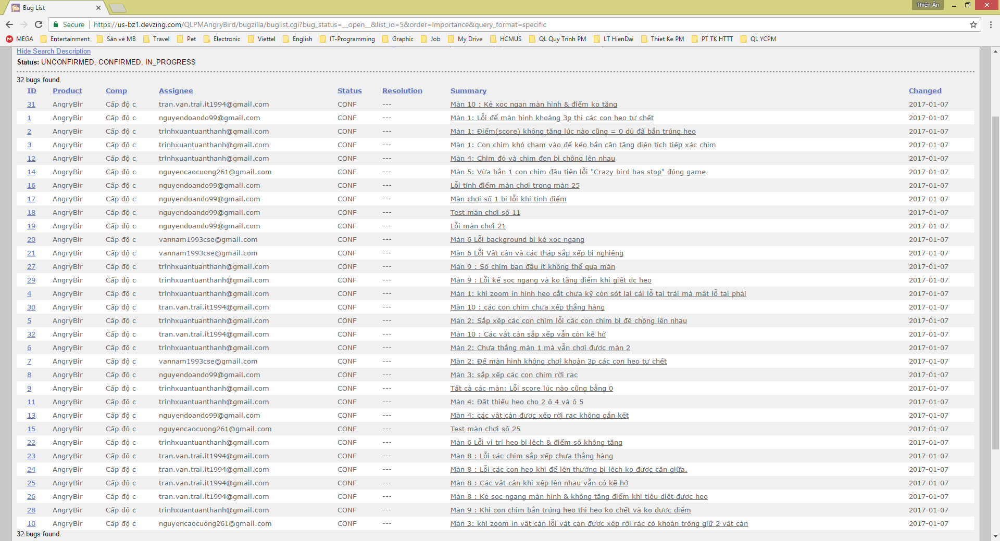 Bug List
Thiên Ân
Secure https://us-bz1.devzing.com/QLPMAngryBird/bugzilla/buglist.cgi?bug_status=__open__&list_id=5&order=Importance&query_format=specific
MEGA Entertainment Săn vé MB Travel Pet Electronic Viettel English IT-Programming Graphic Job My Drive HCMUS QL Quy Trinh PM LT HienDai Thiet Ke PM PT TK HTTT QL YCPM
Hide Search Description
Status: UNCONFIRMED, CONFIRMED, IN_PROGRESS
32 bugs found.
ID Product Comp Assignee Status Resolution Summary Changed
31 AngryBir Cấp độ c tran.van.trai.it1994@gmail.com CONF --- Màn 10 : Kẻ xoc ngan màn hình & điểm ko tăng 2017-01-07
1 AngryBir Cấp độ c nguyendoando99@gmail.com CONF --- Màn 1: Lỗi để màn hình khoảng 3p thì các con heo tự chết 2017-01-07
2 AngryBir Cấp độ c trinhxuantuanthanh@gmail.com CONF --- Màn 1: Điểm(score) không tăng lúc nào cũng = 0 dù đã bắn trúng heo 2017-01-07
3 AngryBir Cấp độ c trinhxuantuanthanh@gmail.com CONF --- Màn 1: Con chim khó chạm vào để kéo bắn cần tăng diện tích tiếp xác chim 2017-01-07
12 AngryBir Cấp độ c trinhxuantuanthanh@gmail.com CONF --- Màn 4: Chim đỏ và chim đen bị chồng lên nhau 2017-01-07
14 AngryBir Cấp độ c nguyencaocuong261@gmail.com CONF --- Màn 5: Vừa bắn 1 con chim đầu tiên lỗi "Crazy bird has stop" đóng game 2017-01-07
16 AngryBir Cấp độ c nguyendoando99@gmail.com CONF --- Lỗi tính điểm màn chơi trong màn 25 2017-01-07
17 AngryBir Cấp độ c nguyendoando99@gmail.com CONF --- Màn chơi số 1 bị lỗi khi tính điểm 2017-01-07
18 AngryBir Cấp độ c nguyendoando99@gmail.com CONF --- Test màn chơi số 11 2017-01-07
19 AngryBir Cấp độ c nguyendoando99@gmail.com CONF --- Lỗi màn chơi 21 2017-01-07
20 AngryBir Cấp độ c vannam1993cse@gmail.com CONF --- Màn 6 Lỗi background bị kẻ xọc ngang 2017-01-07
21 AngryBir Cấp độ c vannam1993cse@gmail.com CONF --- Màn 6 Lỗi Vật cản và các tháp sắp xếp bị nghiêng 2017-01-07
27 AngryBir Cấp độ c trinhxuantuanthanh@gmail.com CONF --- Màn 9 : Số chim ban đầu ít không thể qua màn 2017-01-07
29 AngryBir Cấp độ c trinhxuantuanthanh@gmail.com CONF --- Màn 9 : Lỗi kể soc ngang và ko tăng điểm khi giết dc heo 2017-01-07
4 AngryBir Cấp độ c trinhxuantuanthanh@gmail.com CONF --- Màn 1: khi zoom in hình heo cắt chưa kỹ còn sót lại cái lỗ tai trái mà mất lỗ tai phải 2017-01-07
30 AngryBir Cấp độ c tran.van.trai.it1994@gmail.com CONF --- Màn 10 : các con chim chưa xếp thẳng hàng 2017-01-07
5 AngryBir Cấp độ c trinhxuantuanthanh@gmail.com CONF --- Màn 2: Sắp xếp các con chim lỗi các con chim bị đè chồng lên nhau 2017-01-07
32 AngryBir Cấp độ c tran.van.trai.it1994@gmail.com CONF --- Màn 10 : Các vật cản sắp xếp vẫn còn kẽ hở 2017-01-07
6 AngryBir Cấp độ c trinhxuantuanthanh@gmail.com CONF --- Màn 2: Chưa thắng màn 1 mà vẫn chơi được màn 2 2017-01-07
7 AngryBir Cấp độ c vannam1993cse@gmail.com CONF --- Màn 2: Để màn hình không chơi khoản 3p các con heo tự chết 2017-01-07
8 AngryBir Cấp độ c nguyendoando99@gmail.com CONF --- Màn 3: sắp xếp các con chim rời rạc 2017-01-07
9 AngryBir Cấp độ c trinhxuantuanthanh@gmail.com CONF --- Tất cả các màn: Lỗi score lúc nào cũng bằng 0 2017-01-07
11 AngryBir Cấp độ c trinhxuantuanthanh@gmail.com CONF --- Màn 4: Đặt thiếu heo cho 2 ô 4 và ô 5 2017-01-07
13 AngryBir Cấp độ c nguyendoando99@gmail.com CONF --- Màn 4: các vật cản được xếp rời rạc không gắn kết 2017-01-07
15 AngryBir Cấp độ c nguyencaocuong261@gmail.com CONF --- Test màn chơi số 25 2017-01-07
22 AngryBir Cấp độ c trinhxuantuanthanh@gmail.com CONF --- Màn 6 Lỗi vị trí heo bị lệch & điểm số không tăng 2017-01-07
23 AngryBir Cấp độ c tran.van.trai.it1994@gmail.com CONF --- Màn 8 : Lỗi các chim sắp xếp chưa thẳng hàng 2017-01-07
24 AngryBir Cấp độ c tran.van.trai.it1994@gmail.com CONF --- Màn 8 : Lỗi các con heo khi để lên thường bị lệch ko được căn giữa. 2017-01-07
25 AngryBir Cấp độ c tran.van.trai.it1994@gmail.com CONF --- Màn 8 : Các vật cản khi xếp lên nhau vẫn có kẽ hở 2017-01-07
26 AngryBir Cấp độ c tran.van.trai.it1994@gmail.com CONF --- Màn 8 : Kẻ sọc ngang màn hình & không tăng điểm khi tiêu diệt được heo 2017-01-07
28 AngryBir Cấp độ c trinhxuantuanthanh@gmail.com CONF --- Màn 9 : Khi con chim bắn trúng heo thì heo ko chết và ko được điểm 2017-01-07
10 AngryBir Cấp độ c nguyencaocuong261@gmail.com CONF --- Màn 3: khi zoom in vật cản lỗi vật cản được xếp rời rác có khoản trống giữ 2 vật cản 2017-01-07
32 bugs found.